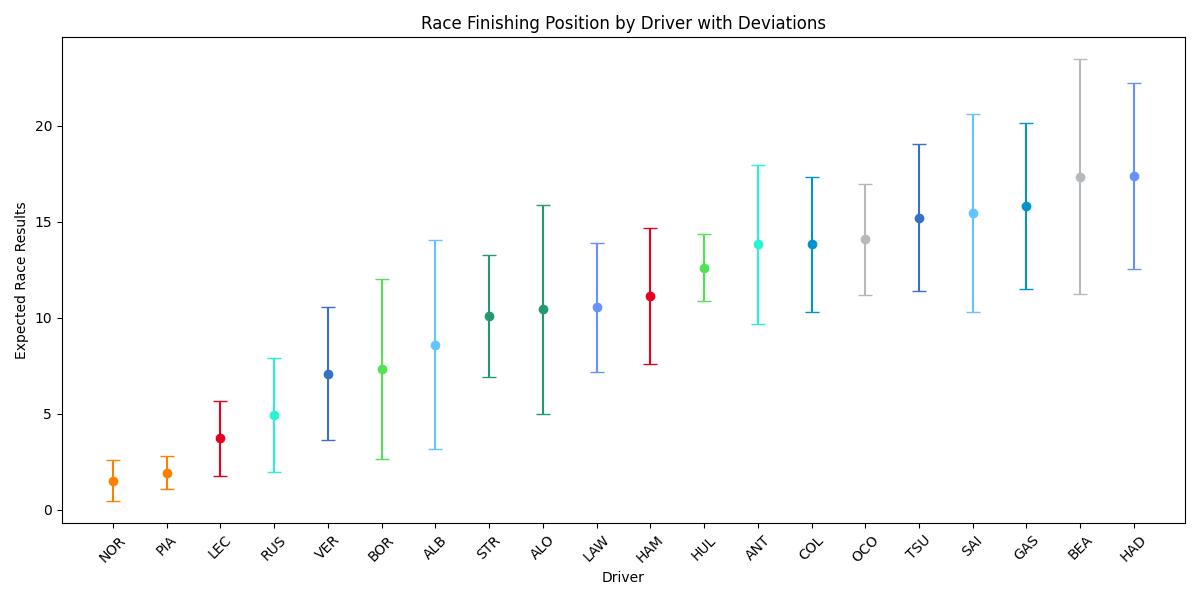 Race Finishing Position by Driver with Deviations
Expected Race Results
20
15
10
5
0
NOR PIA LEC RUS VER BOR ALB STR ALO LAW HAM HUL ANT COL OCO TSU SAI GAS BEA HAD
Driver